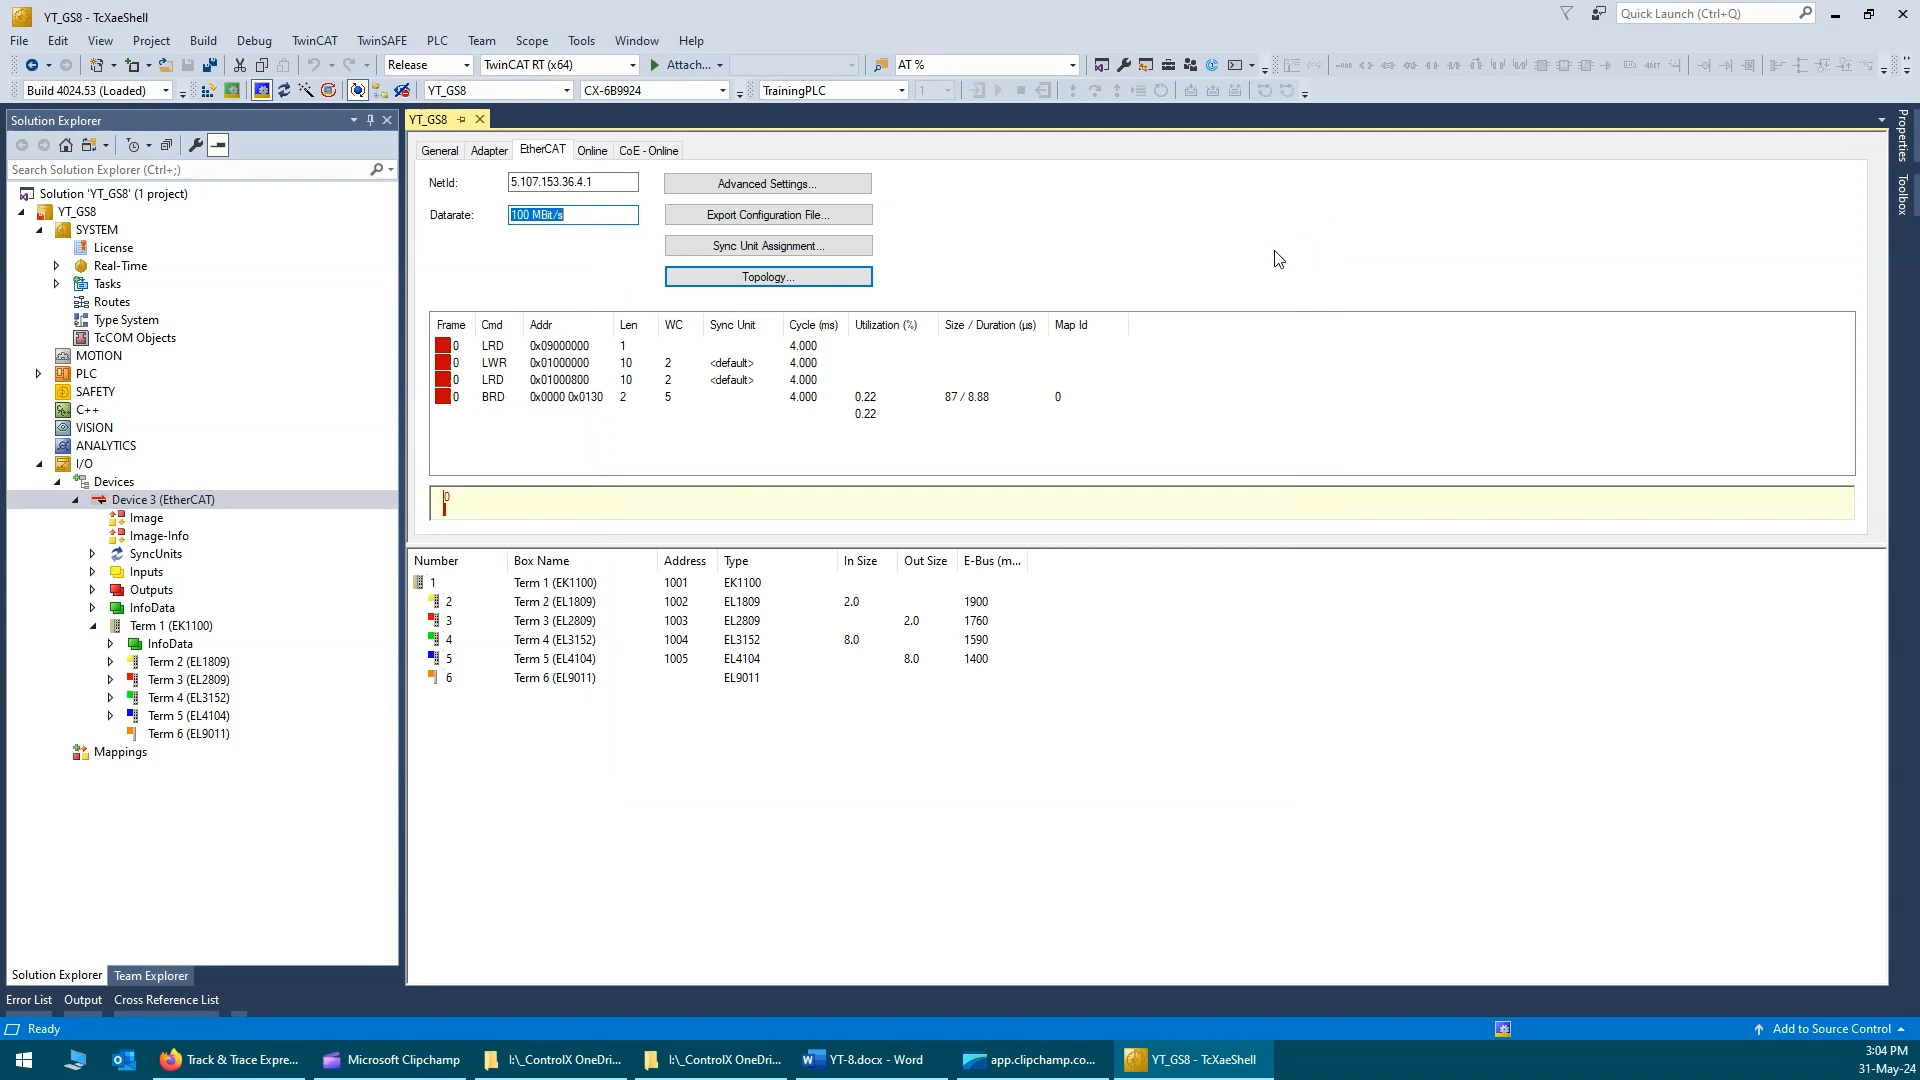 YT_GS8 - TcXaeShell
Quick Launch (Ctrl+Q)
File Edit View Project Build Debug TwinCAT TwinSAFE PLC Team Scope Tools Window Help
Release TwinCAT RT (x64) Attach... AT %
Build 4024.53 (Loaded) YT_GS8 CX-6B9924 TrainingPLC 1
Solution Explorer
Search Solution Explorer (Ctrl+;)
Solution 'YT_GS8' (1 project)
YT_GS8
SYSTEM
License
Real-Time
Tasks
Routes
Type System
TcCOM Objects
MOTION
PLC
SAFETY
C++
VISION
ANALYTICS
I/O
Devices
Device 3 (EtherCAT)
Image
Image-Info
SyncUnits
Inputs
Outputs
InfoData
Term 1 (EK1100)
InfoData
Term 2 (EL1809)
Term 3 (EL2809)
Term 4 (EL3152)
Term 5 (EL4104)
Term 6 (EL9011)
Mappings
Solution Explorer Team Explorer
YT_GS8
General Adapter EtherCAT Online CoE - Online
NetId: 5.107.153.36.4.1 Advanced Settings...
Datarate: 100 MBit/s Export Configuration File...
Sync Unit Assignment...
Topology...
Frame Cmd Addr Len WC Sync Unit Cycle (ms) Utilization (%) Size / Duration (µs) Map Id
0 LRD 0x09000000 1 4.000
0 LWR 0x01000000 10 2 <default> 4.000
0 LRD 0x01000800 10 2 <default> 4.000
0 BRD 0x0000 0x0130 2 5 4.000 0.22 87 / 8.88 0
0.22
0
Number Box Name Address Type In Size Out Size E-Bus (m...
1 Term 1 (EK1100) 1001 EK1100
2 Term 2 (EL1809) 1002 EL1809 2.0 1900
3 Term 3 (EL2809) 1003 EL2809 2.0 1760
4 Term 4 (EL3152) 1004 EL3152 8.0 1590
5 Term 5 (EL4104) 1005 EL4104 8.0 1400
6 Term 6 (EL9011) EL9011
Properties
Toolbox
Error List Output Cross Reference List
Ready
Add to Source Control
Track & Trace Expre... Microsoft Clipchamp I:\_ControlX OneDri... I:\_ControlX OneDri... YT-8.docx - Word app.clipchamp.co... YT_GS8 - TcXaeShell
3:04 PM
31-May-24